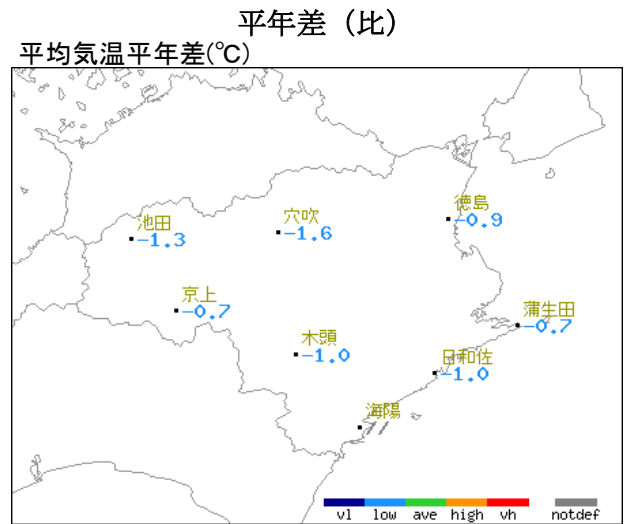 平年差（比）
平均気温平年差(℃)
徳島
-0.9
穴吹
-1.6
池田
-1.3
京上
-0.7
蒲生田
-0.7
木頭
-1.0
日和佐
-1.0
海陽
//
vl low ave high vh notdef